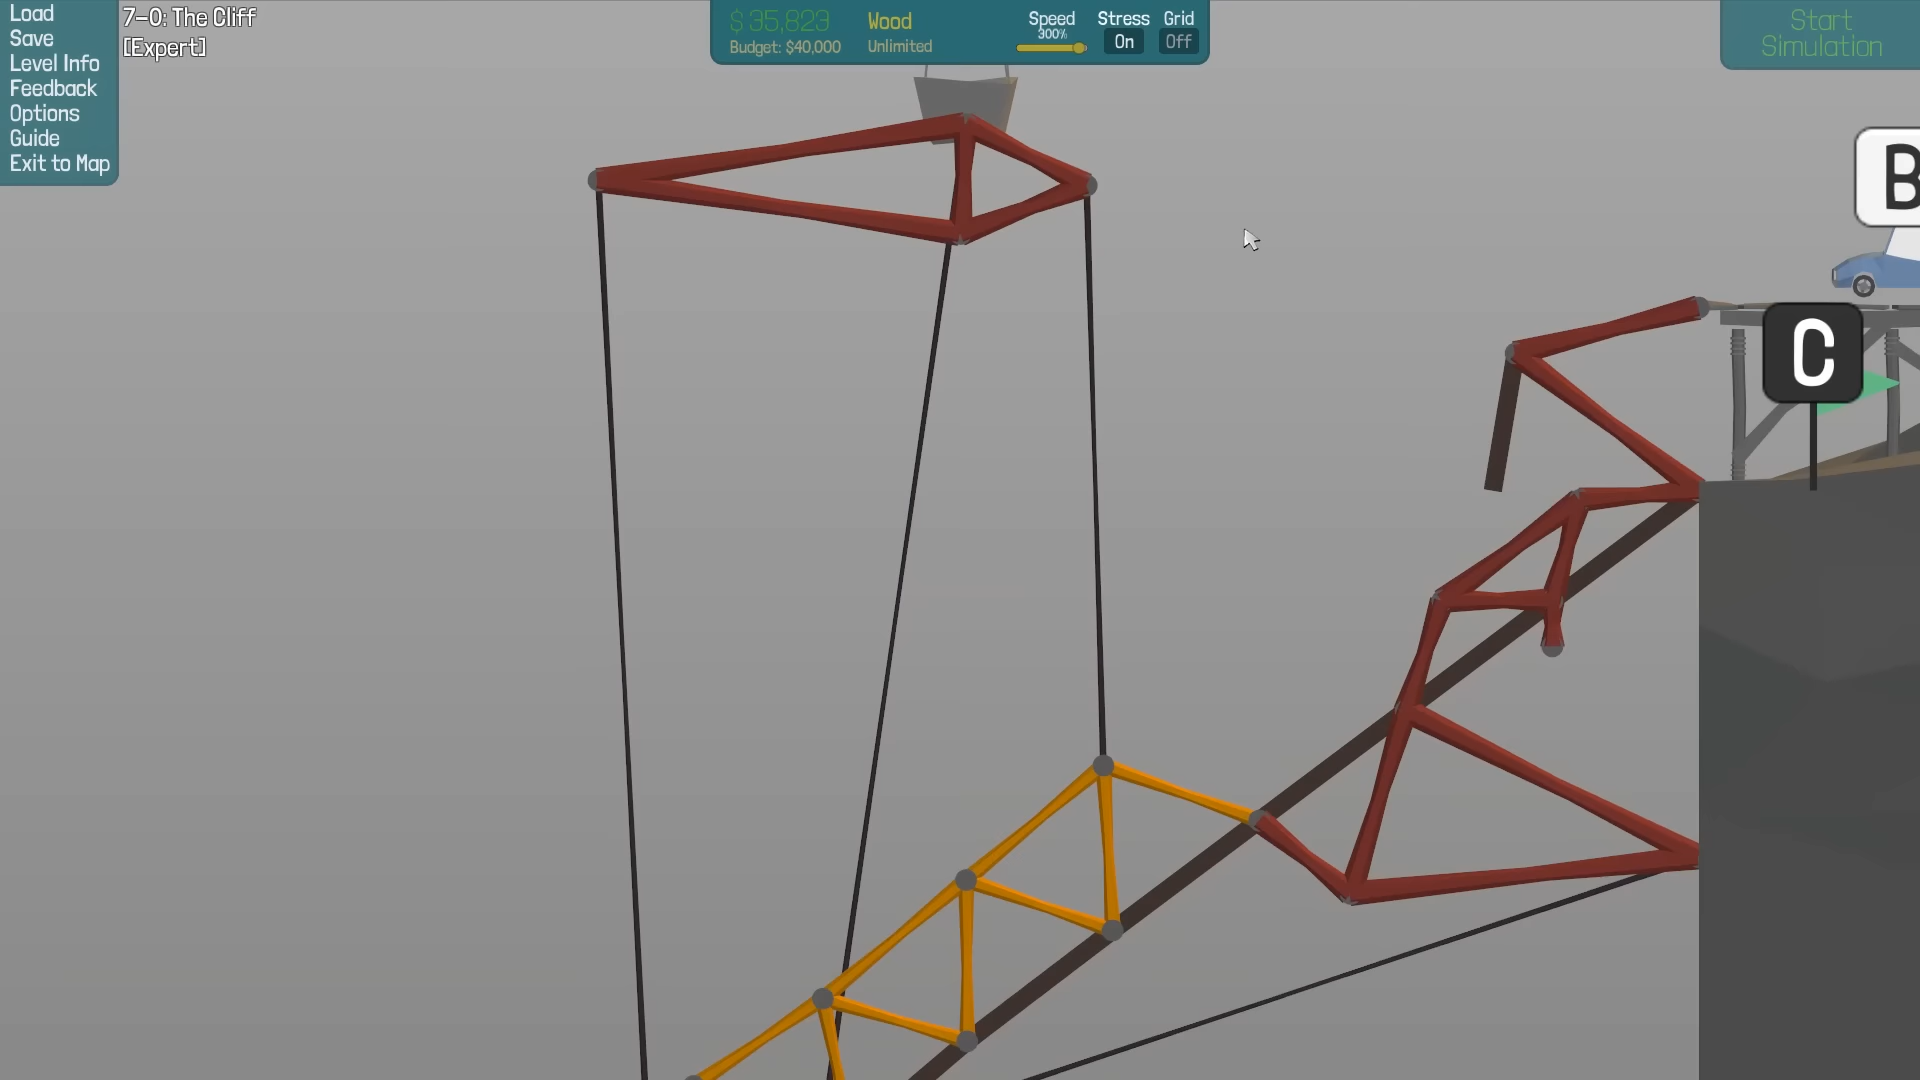 Load
Save
Level Info
Feedback
Options
Guide
Exit to Map
7-0: The Cliff
[Expert]
$ 35,823
Budget: $40,000
Wood
Unlimited
Speed
300%
Stress
On
Grid
Off
Start
Simulation
B
C